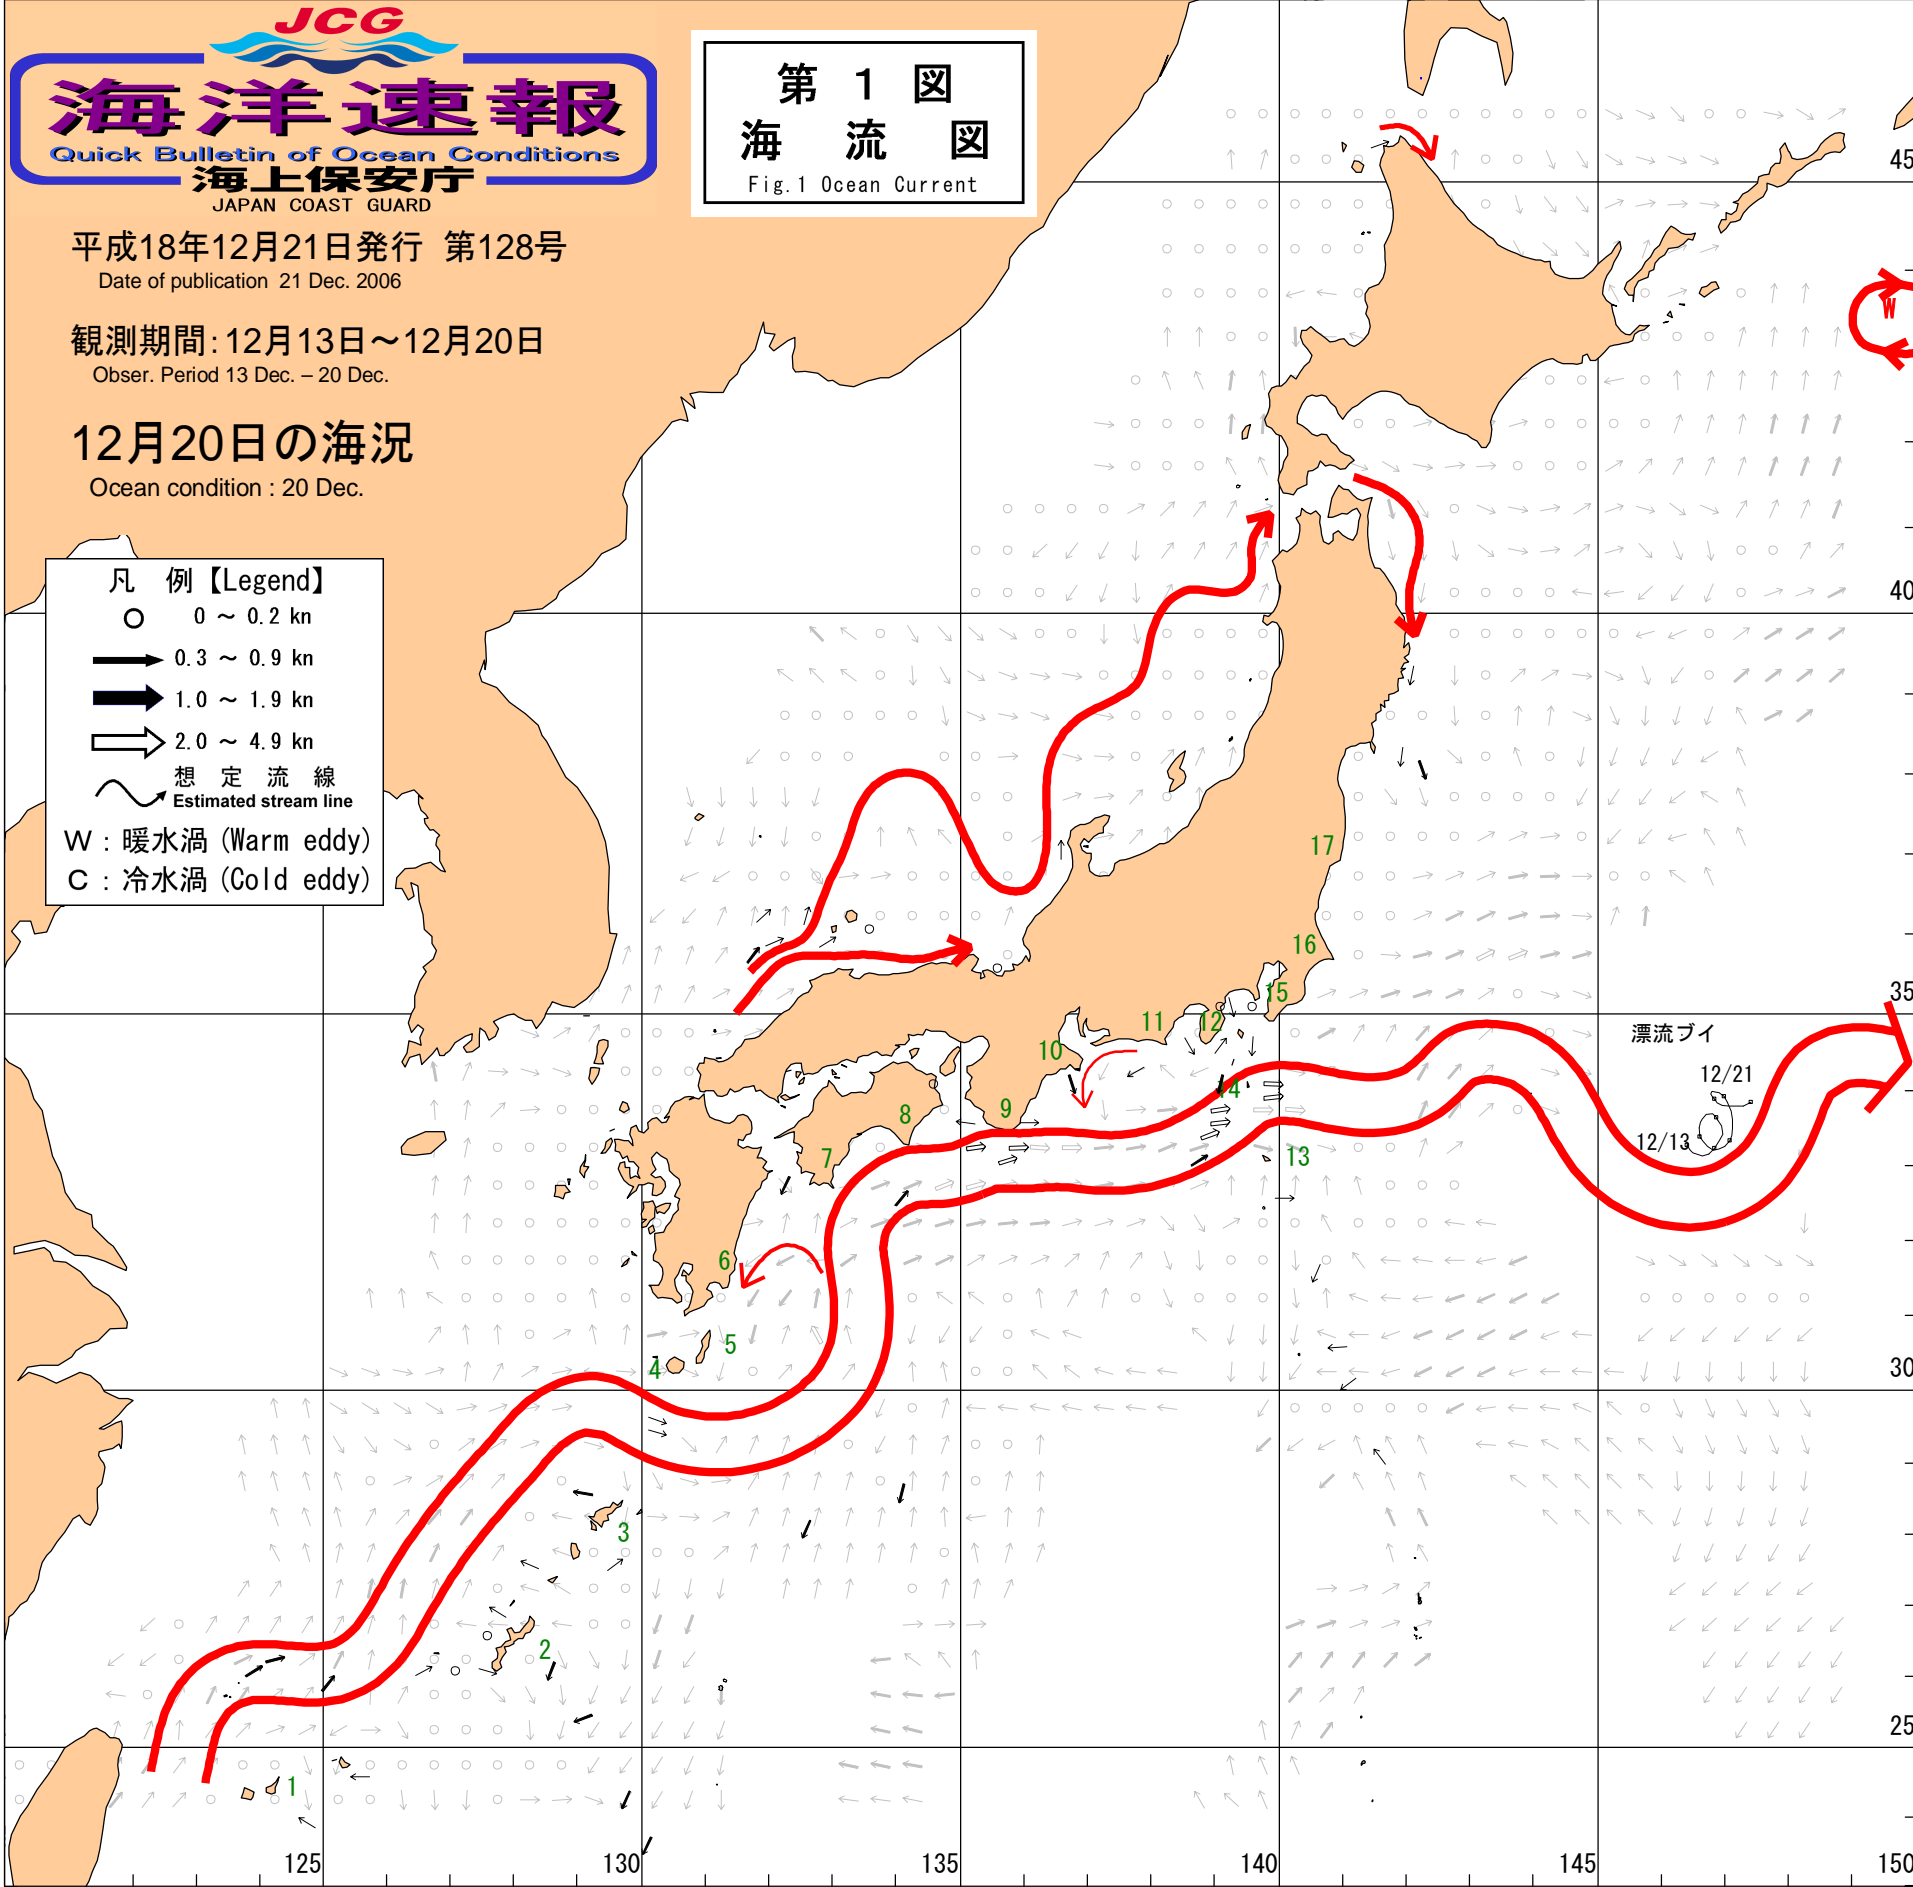 JCG
海洋速報
Quick Bulletin of Ocean Conditions
海上保安庁
JAPAN COAST GUARD
第 1 図
海 流 図
Fig.1 Ocean Current
平成18年12月21日発行 第128号
Date of publication 21 Dec. 2006
観測期間:12月13日～12月20日
Obser. Period 13 Dec. – 20 Dec.
12月20日の海況
Ocean condition : 20 Dec.
凡 例【Legend】
0 ～ 0.2 kn
0.3 ～ 0.9 kn
1.0 ～ 1.9 kn
2.0 ～ 4.9 kn
想 定 流 線
Estimated stream line
W : 暖水渦 (Warm eddy)
C : 冷水渦 (Cold eddy)
45
W
40
17
16
35
15
12
11
10
漂流ブイ
12/21
14
9
8
12/13
13
7
6
5
4
30
3
2
25
1
125
130
135
140
145
150